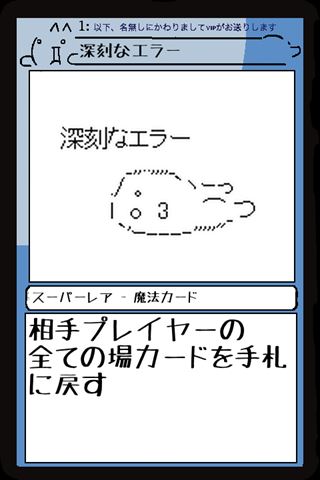 1: 以下、名無しにかわりましてVIPがお送りします
深刻なエラー
深刻なエラー
スーパーレア - 魔法カード
相手プレイヤーの
全ての場カードを手札
に戻す